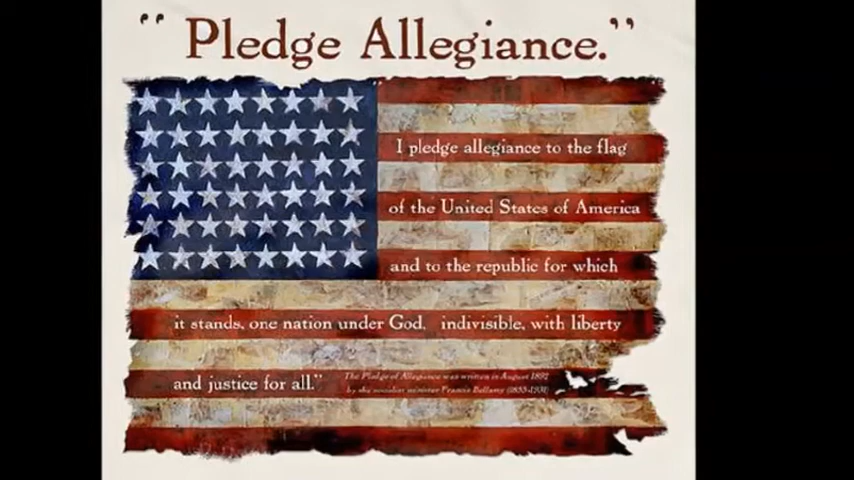 “Pledge Allegiance.”
I pledge allegiance to the flag
of the United States of America
and to the republic for which
it stands, one nation under God, indivisible, with liberty
and justice for all.”
The Pledge of Allegiance was written in August 1892
by the socialist minister Francis Bellamy (1855-1931)